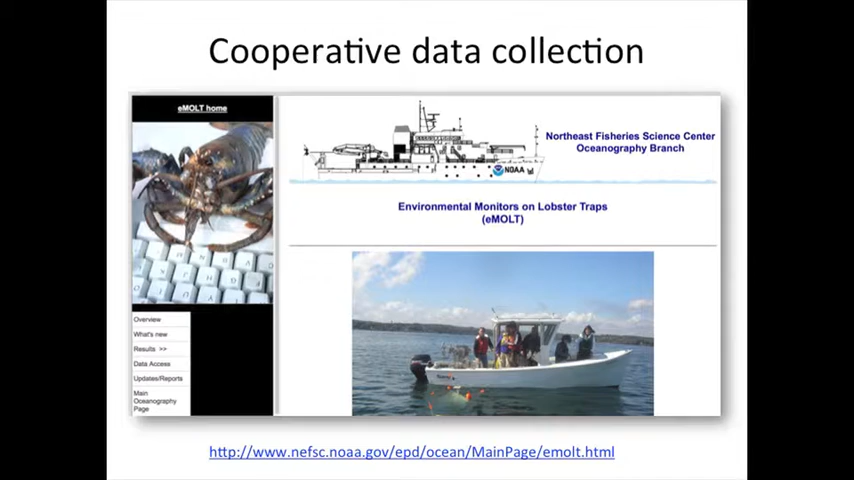 Cooperative data collection
eMOLT home
Northeast Fisheries Science Center
Oceanography Branch
NOAA
Environmental Monitors on Lobster Traps
(eMOLT)
Overview
What's new
Results >>
Data Access
Updates/Reports
Main
Oceanography
Page
http://www.nefsc.noaa.gov/epd/ocean/MainPage/emolt.html